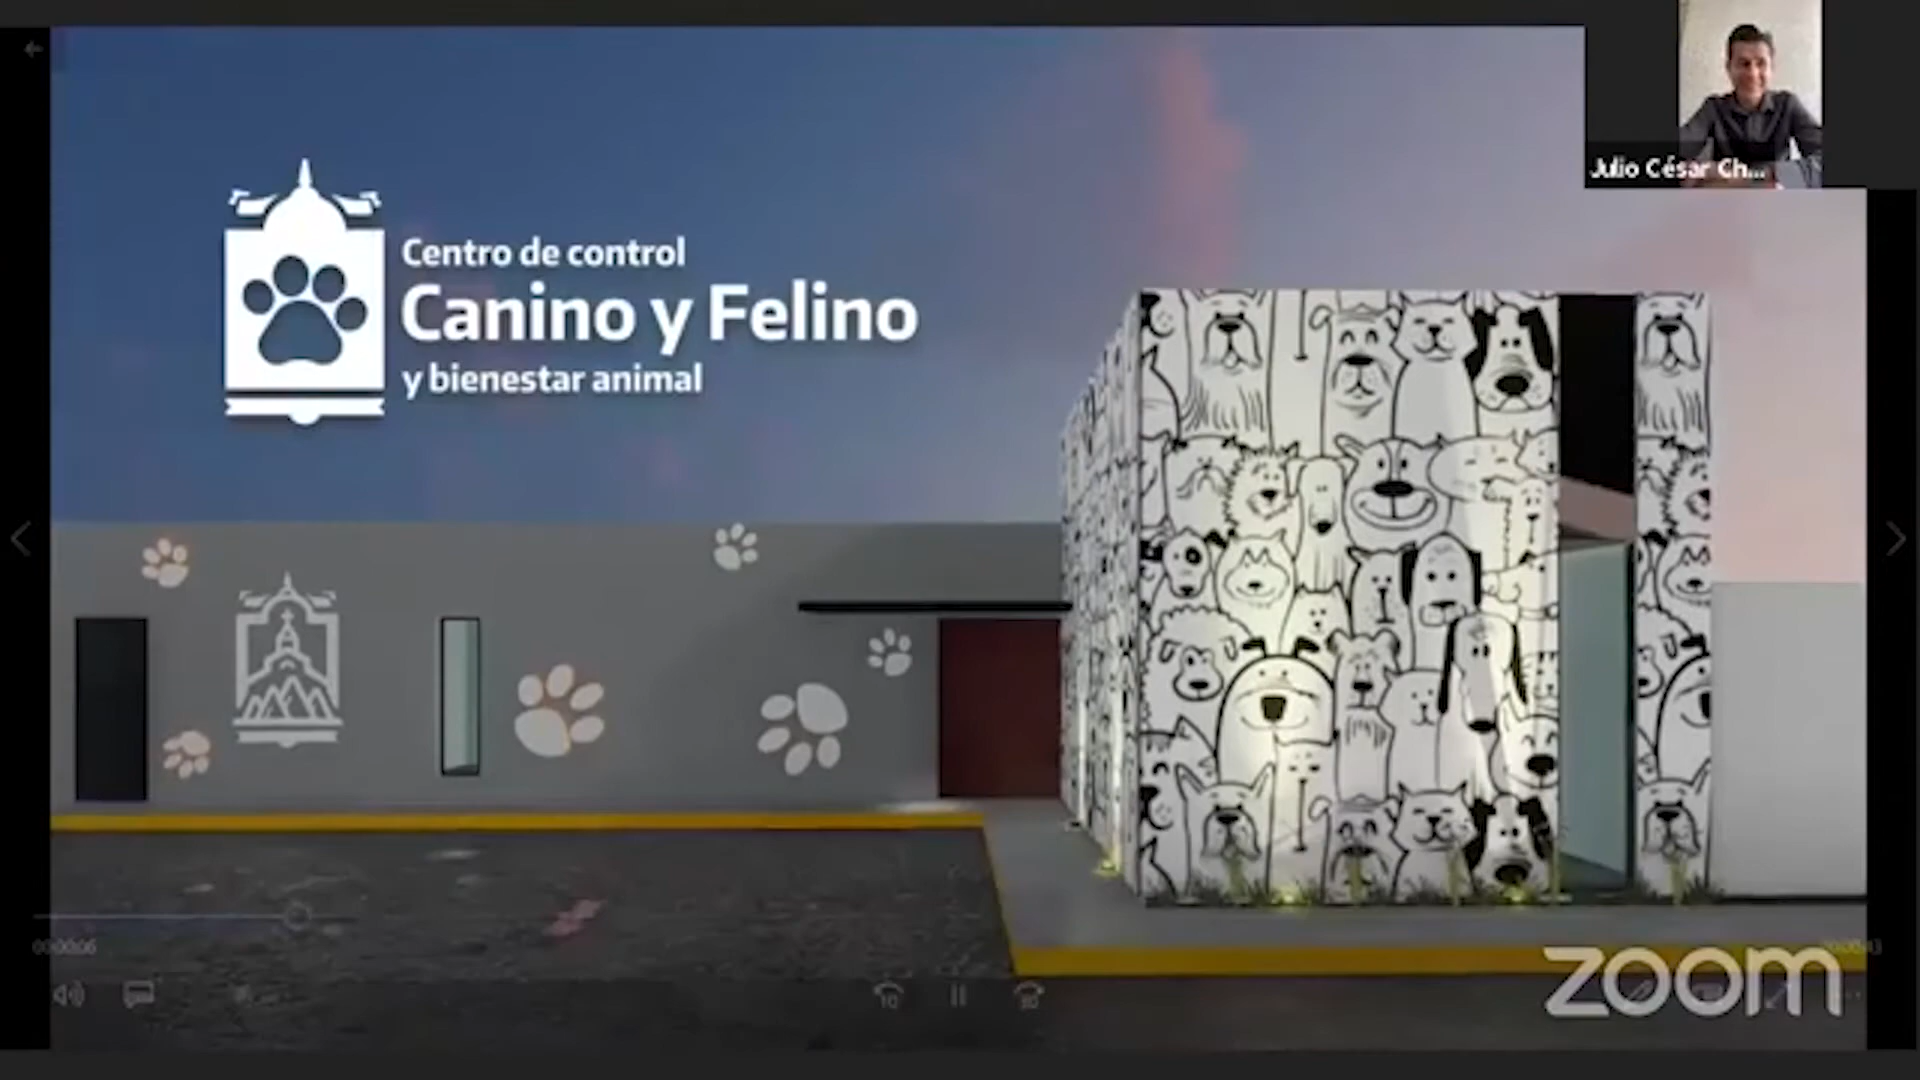 Julio César Ch...
Centro de control
Canino y Felino
y bienestar animal
zoom